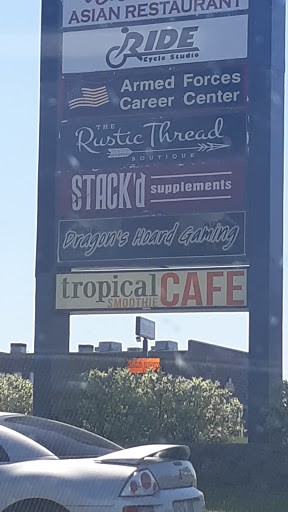 ASIAN RESTAURANT
RIDE
Cycle Studio
Armed Forces
Career Center
The
Rustic Thread
BOUTIQUE
STACK'd supplements
Dragon's Hoard Gaming
tropical
SMOOTHIE CAFE